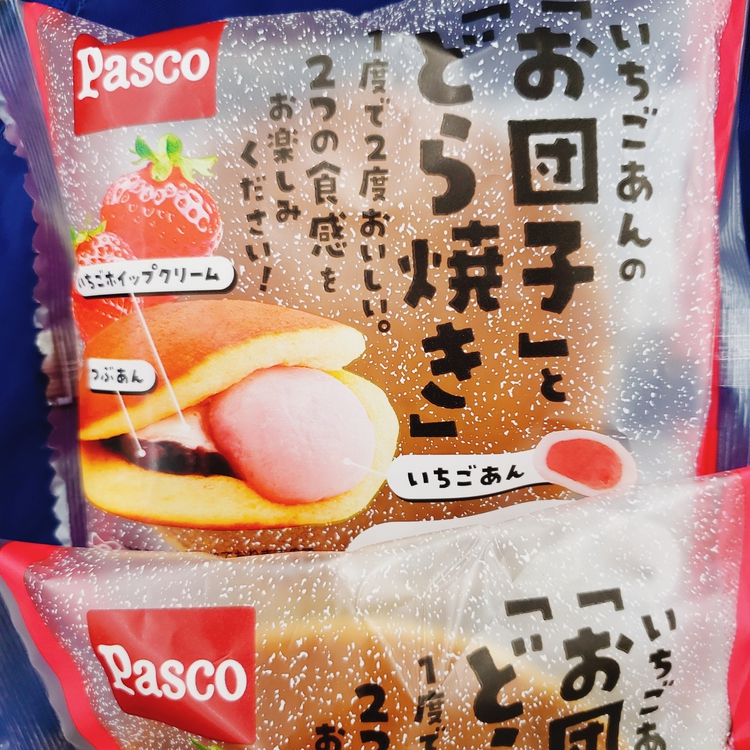 Pasco
いちごあんの
「お団子」と
「どら焼き」
1度で2度おいしい。
2つの食感を
お楽しみ
ください!
いちごホイップクリーム
つぶあん
いちごあん
Pasco
いちごあ
「お団
「ど
1度で
2つ
お